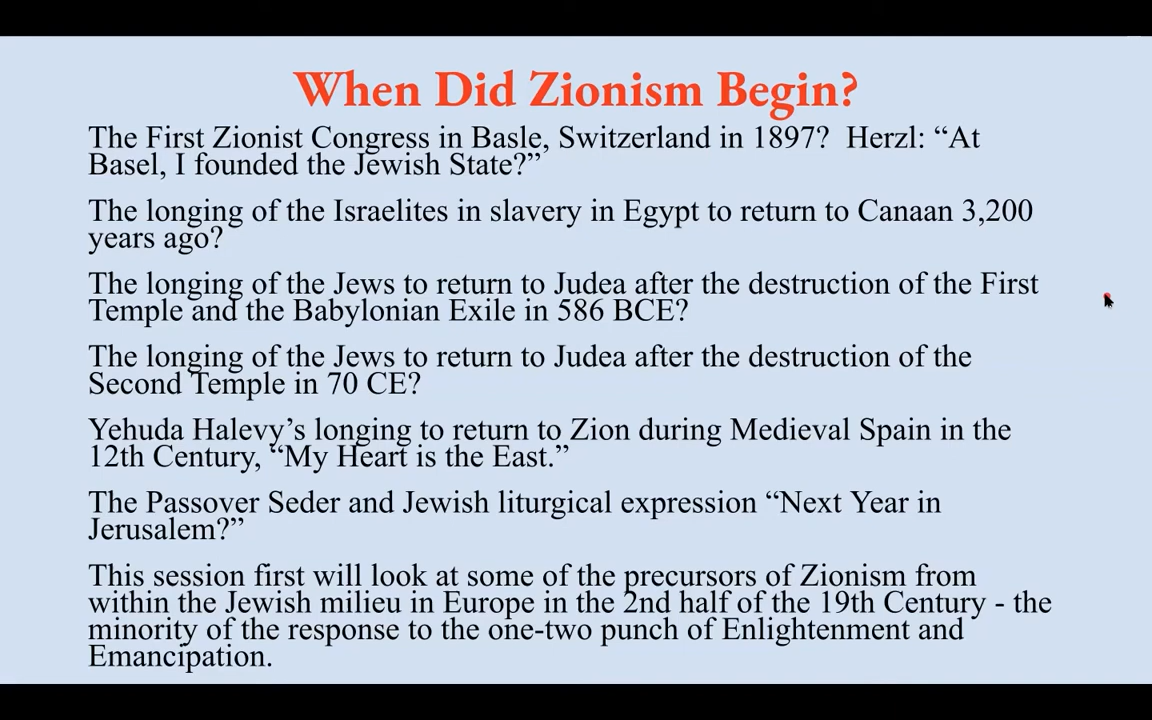 When Did Zionism Begin?
The First Zionist Congress in Basle, Switzerland in 1897?  Herzl: “At
Basel, I founded the Jewish State?”
The longing of the Israelites in slavery in Egypt to return to Canaan 3,200
years ago?
The longing of the Jews to return to Judea after the destruction of the First
Temple and the Babylonian Exile in 586 BCE?
The longing of the Jews to return to Judea after the destruction of the
Second Temple in 70 CE?
Yehuda Halevy’s longing to return to Zion during Medieval Spain in the
12th Century, “My Heart is the East.”
The Passover Seder and Jewish liturgical expression “Next Year in
Jerusalem?”
This session first will look at some of the precursors of Zionism from
within the Jewish milieu in Europe in the 2nd half of the 19th Century - the
minority of the response to the one-two punch of Enlightenment and
Emancipation.